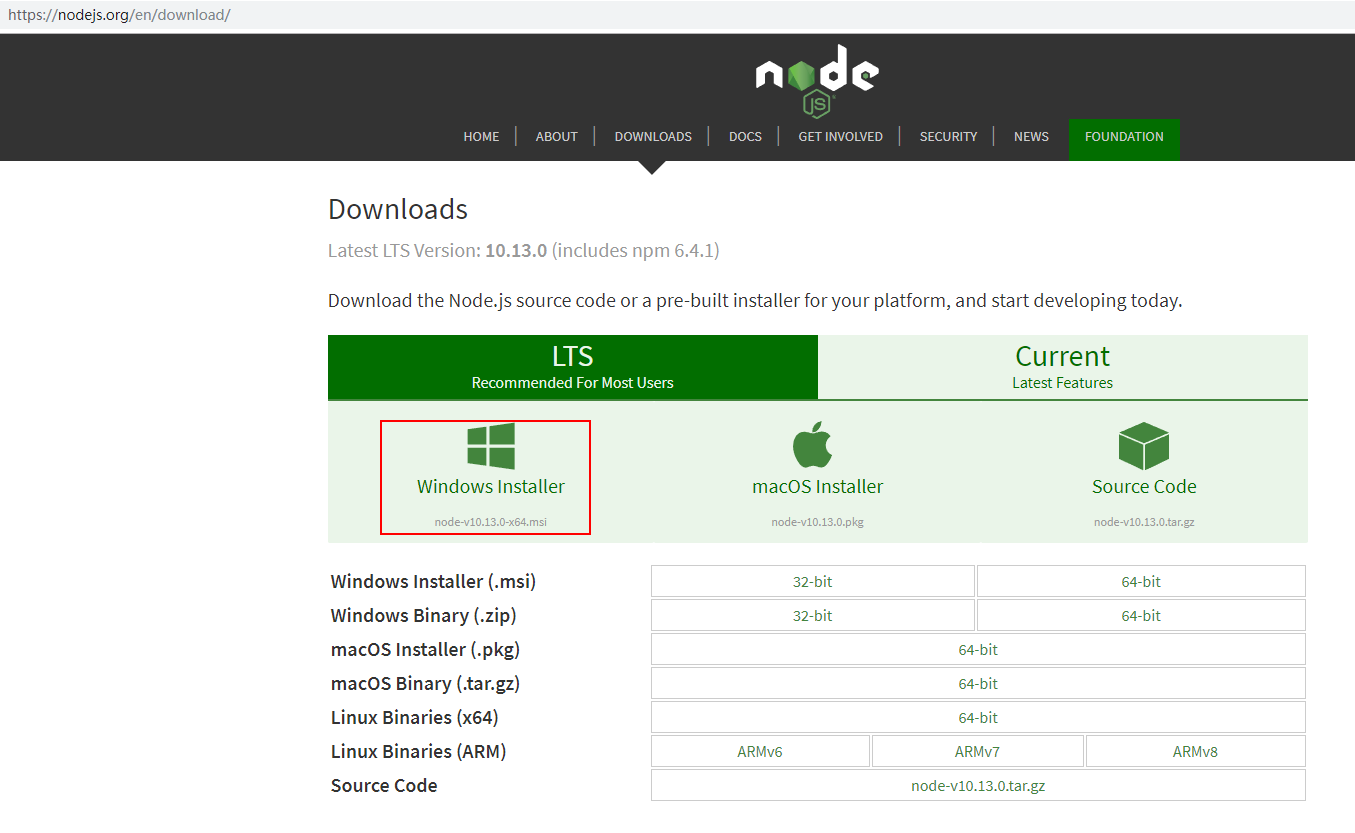 https://nodejs.org/en/download/
node
JS
HOME ABOUT DOWNLOADS DOCS GET INVOLVED SECURITY NEWS FOUNDATION
Downloads
Latest LTS Version: 10.13.0 (includes npm 6.4.1)
Download the Node.js source code or a pre-built installer for your platform, and start developing today.
LTS Current
Recommended For Most Users Latest Features
Windows Installer macOS Installer Source Code
node-v10.13.0-x64.msi node-v10.13.0.pkg node-v10.13.0.tar.gz
Windows Installer (.msi) 32-bit 64-bit
Windows Binary (.zip) 32-bit 64-bit
macOS Installer (.pkg) 64-bit
macOS Binary (.tar.gz) 64-bit
Linux Binaries (x64) 64-bit
Linux Binaries (ARM) ARMv6 ARMv7 ARMv8
Source Code node-v10.13.0.tar.gz